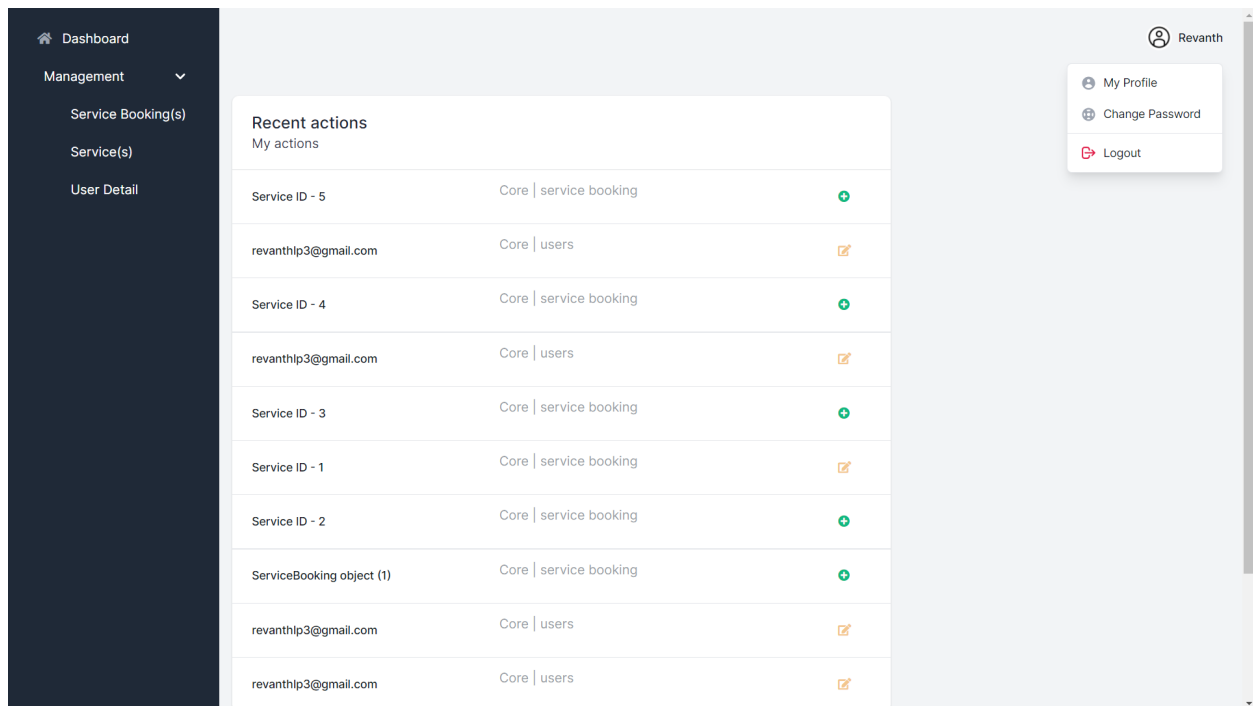 Dashboard
Management
Service Booking(s)
Service(s)
User Detail
Revanth
My Profile
Change Password
Logout
Recent actions
My actions
Service ID - 5 Core | service booking
revanthlp3@gmail.com Core | users
Service ID - 4 Core | service booking
revanthlp3@gmail.com Core | users
Service ID - 3 Core | service booking
Service ID - 1 Core | service booking
Service ID - 2 Core | service booking
ServiceBooking object (1) Core | service booking
revanthlp3@gmail.com Core | users
revanthlp3@gmail.com Core | users